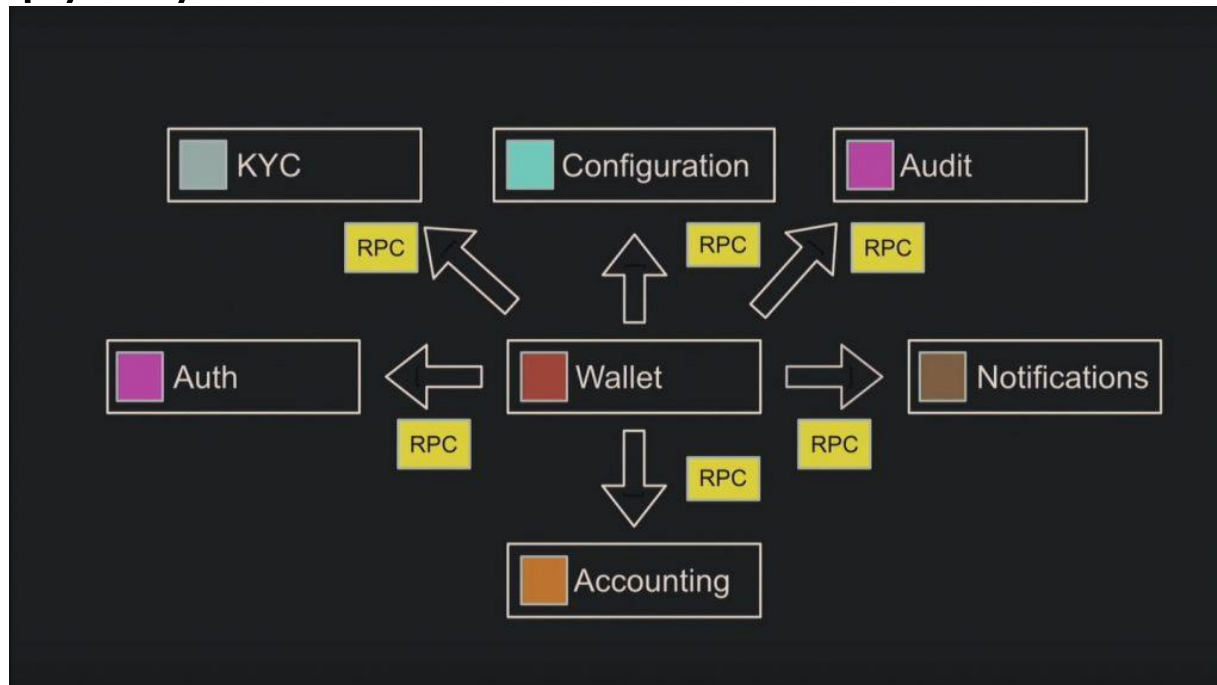 KYC
Configuration
Audit
RPC
RPC
RPC
Auth
Wallet
Notifications
RPC
RPC
RPC
Accounting